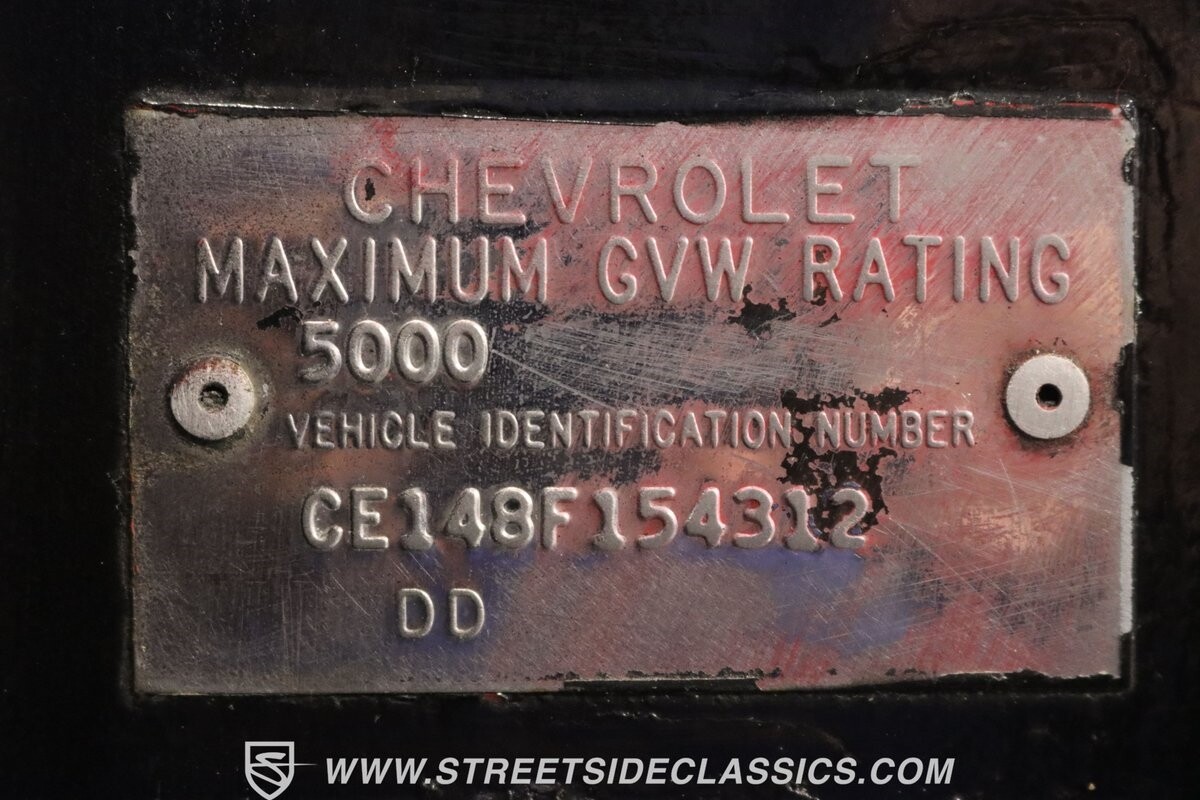 CHEVROLET
MAXIMUM GVW RATING
5000
VEHICLE IDENTIFICATION NUMBER
CE148F154312
DD
WWW.STREETSIDECLASSICS.COM